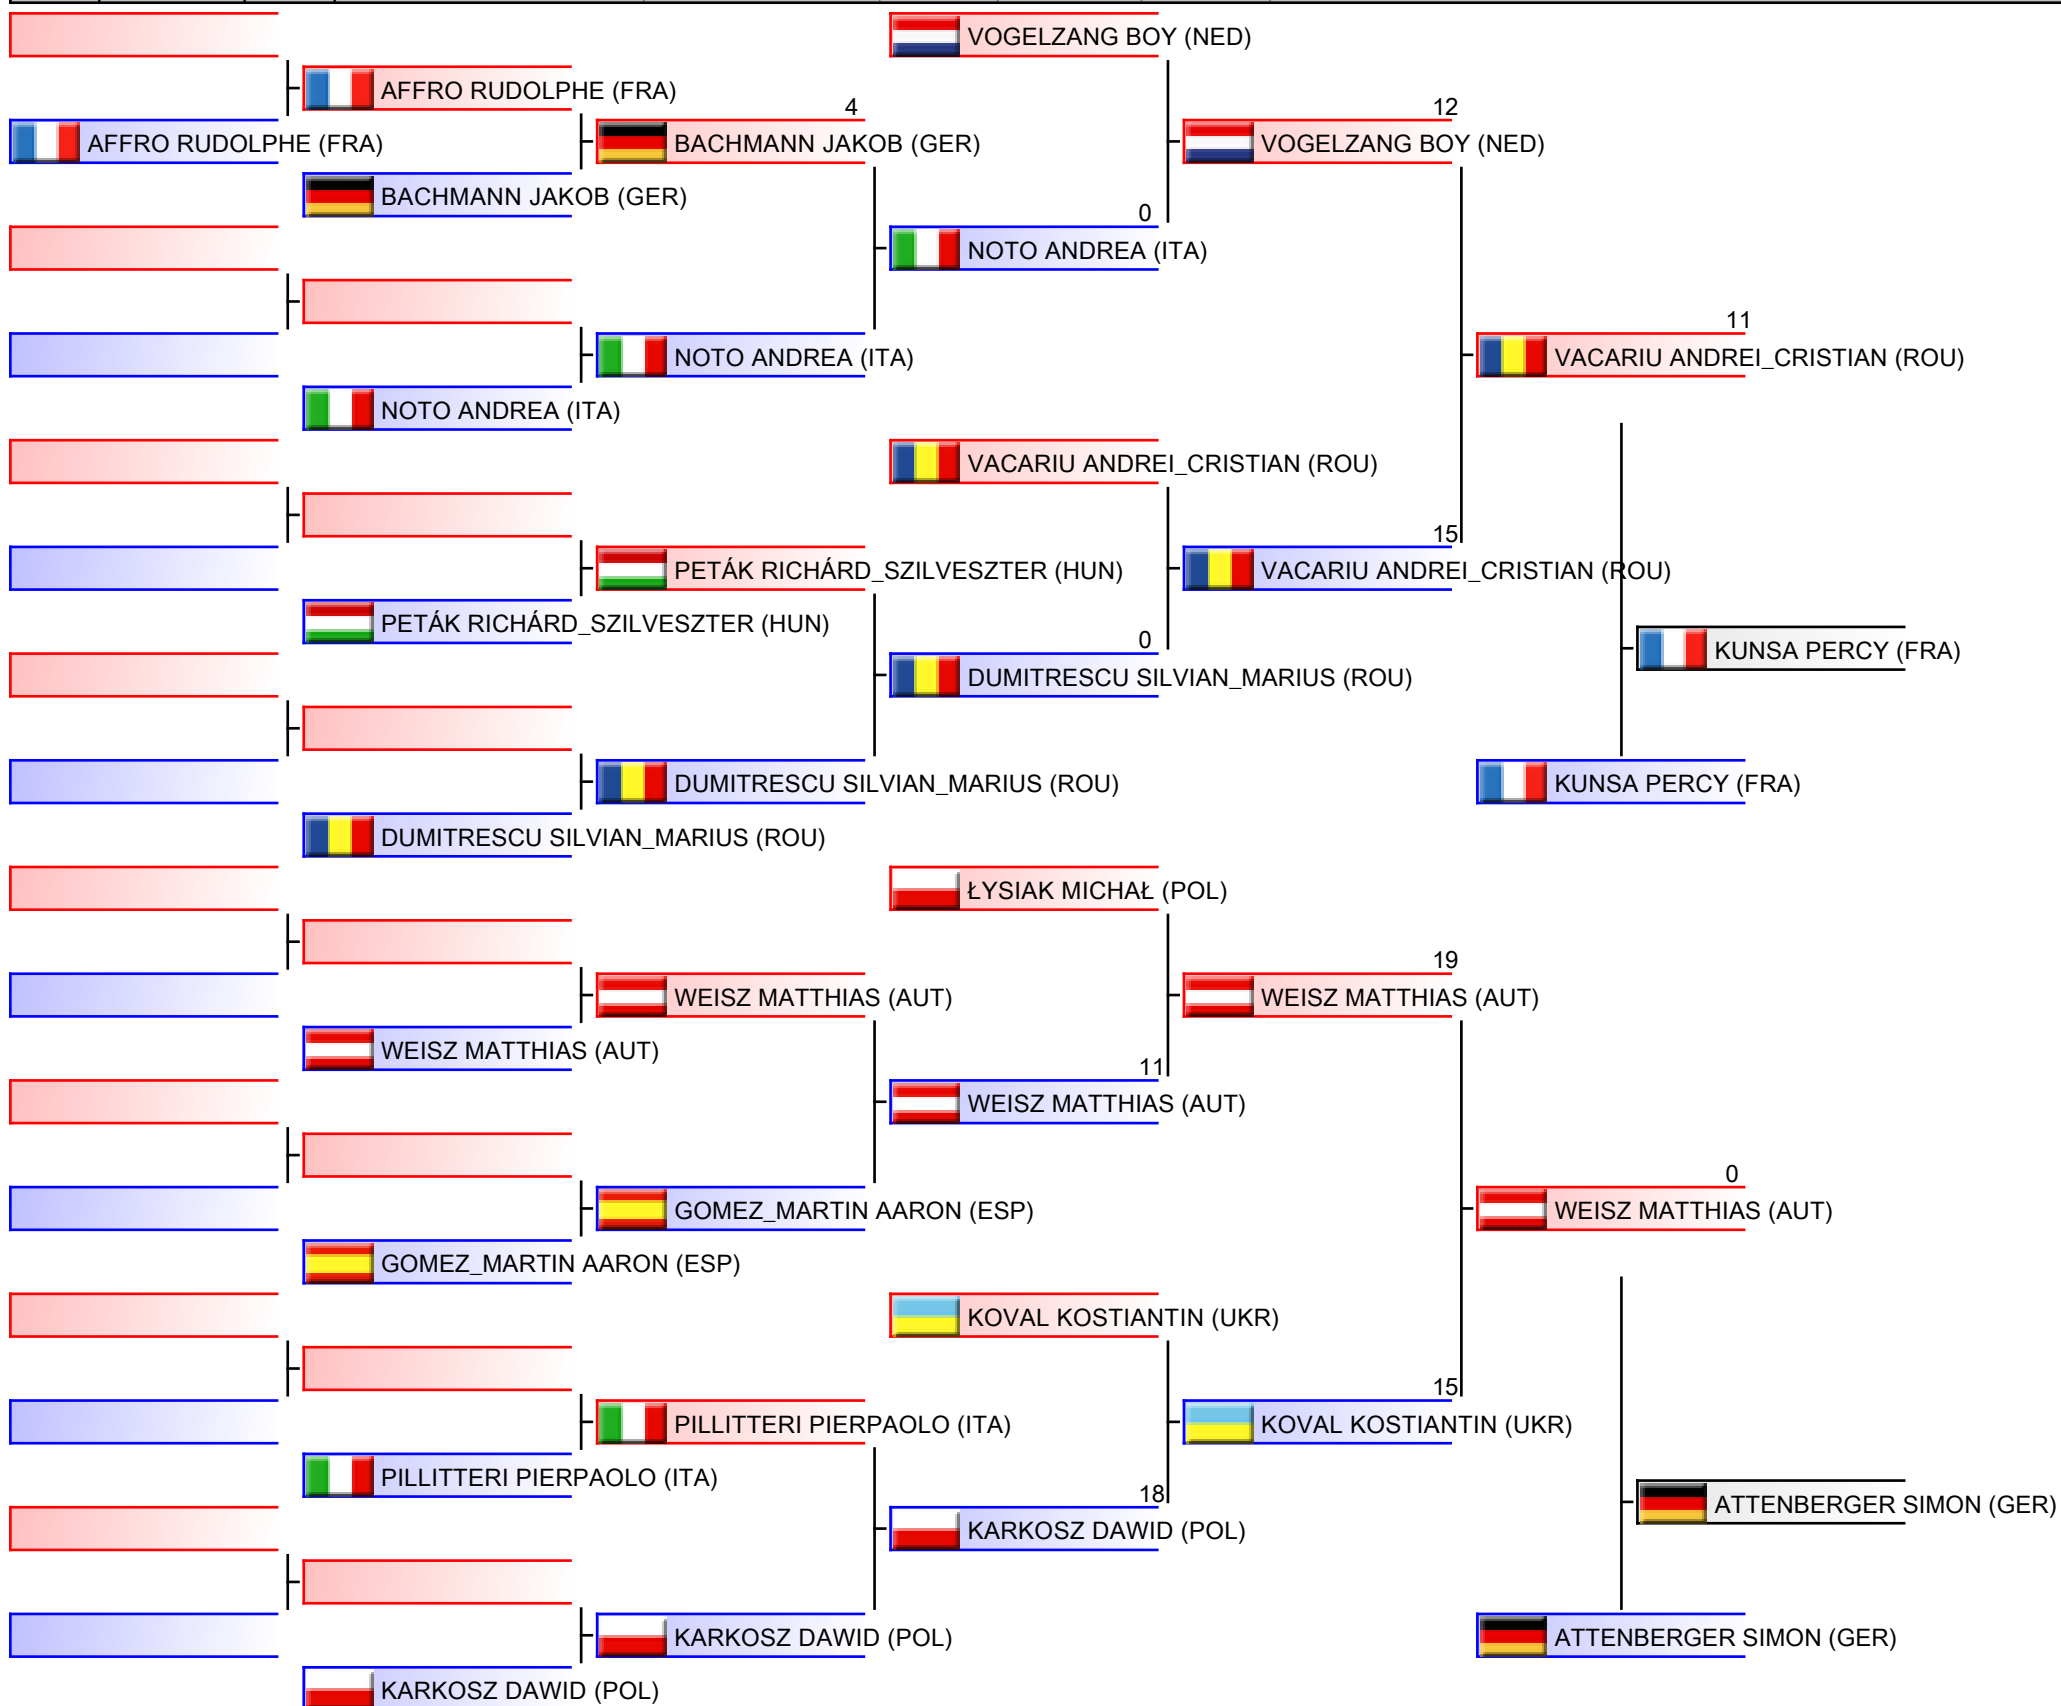 VOGELZANG BOY (NED)
AFFRO RUDOLPHE (FRA)
4
12
AFFRO RUDOLPHE (FRA)
BACHMANN JAKOB (GER)
VOGELZANG BOY (NED)
BACHMANN JAKOB (GER)
0
NOTO ANDREA (ITA)
11
NOTO ANDREA (ITA)
VACARIU ANDREI_CRISTIAN (ROU)
NOTO ANDREA (ITA)
VACARIU ANDREI_CRISTIAN (ROU)
15
PETÁK RICHÁRD_SZILVESZTER (HUN)
VACARIU ANDREI_CRISTIAN (ROU)
PETÁK RICHÁRD_SZILVESZTER (HUN)
0
KUNSA PERCY (FRA)
DUMITRESCU SILVIAN_MARIUS (ROU)
DUMITRESCU SILVIAN_MARIUS (ROU)
KUNSA PERCY (FRA)
DUMITRESCU SILVIAN_MARIUS (ROU)
ŁYSIAK MICHAŁ (POL)
19
WEISZ MATTHIAS (AUT)
WEISZ MATTHIAS (AUT)
WEISZ MATTHIAS (AUT)
11
WEISZ MATTHIAS (AUT)
0
GOMEZ_MARTIN AARON (ESP)
WEISZ MATTHIAS (AUT)
GOMEZ_MARTIN AARON (ESP)
KOVAL KOSTIANTIN (UKR)
15
PILLITTERI PIERPAOLO (ITA)
KOVAL KOSTIANTIN (UKR)
PILLITTERI PIERPAOLO (ITA)
18
ATTENBERGER SIMON (GER)
KARKOSZ DAWID (POL)
KARKOSZ DAWID (POL)
ATTENBERGER SIMON (GER)
KARKOSZ DAWID (POL)